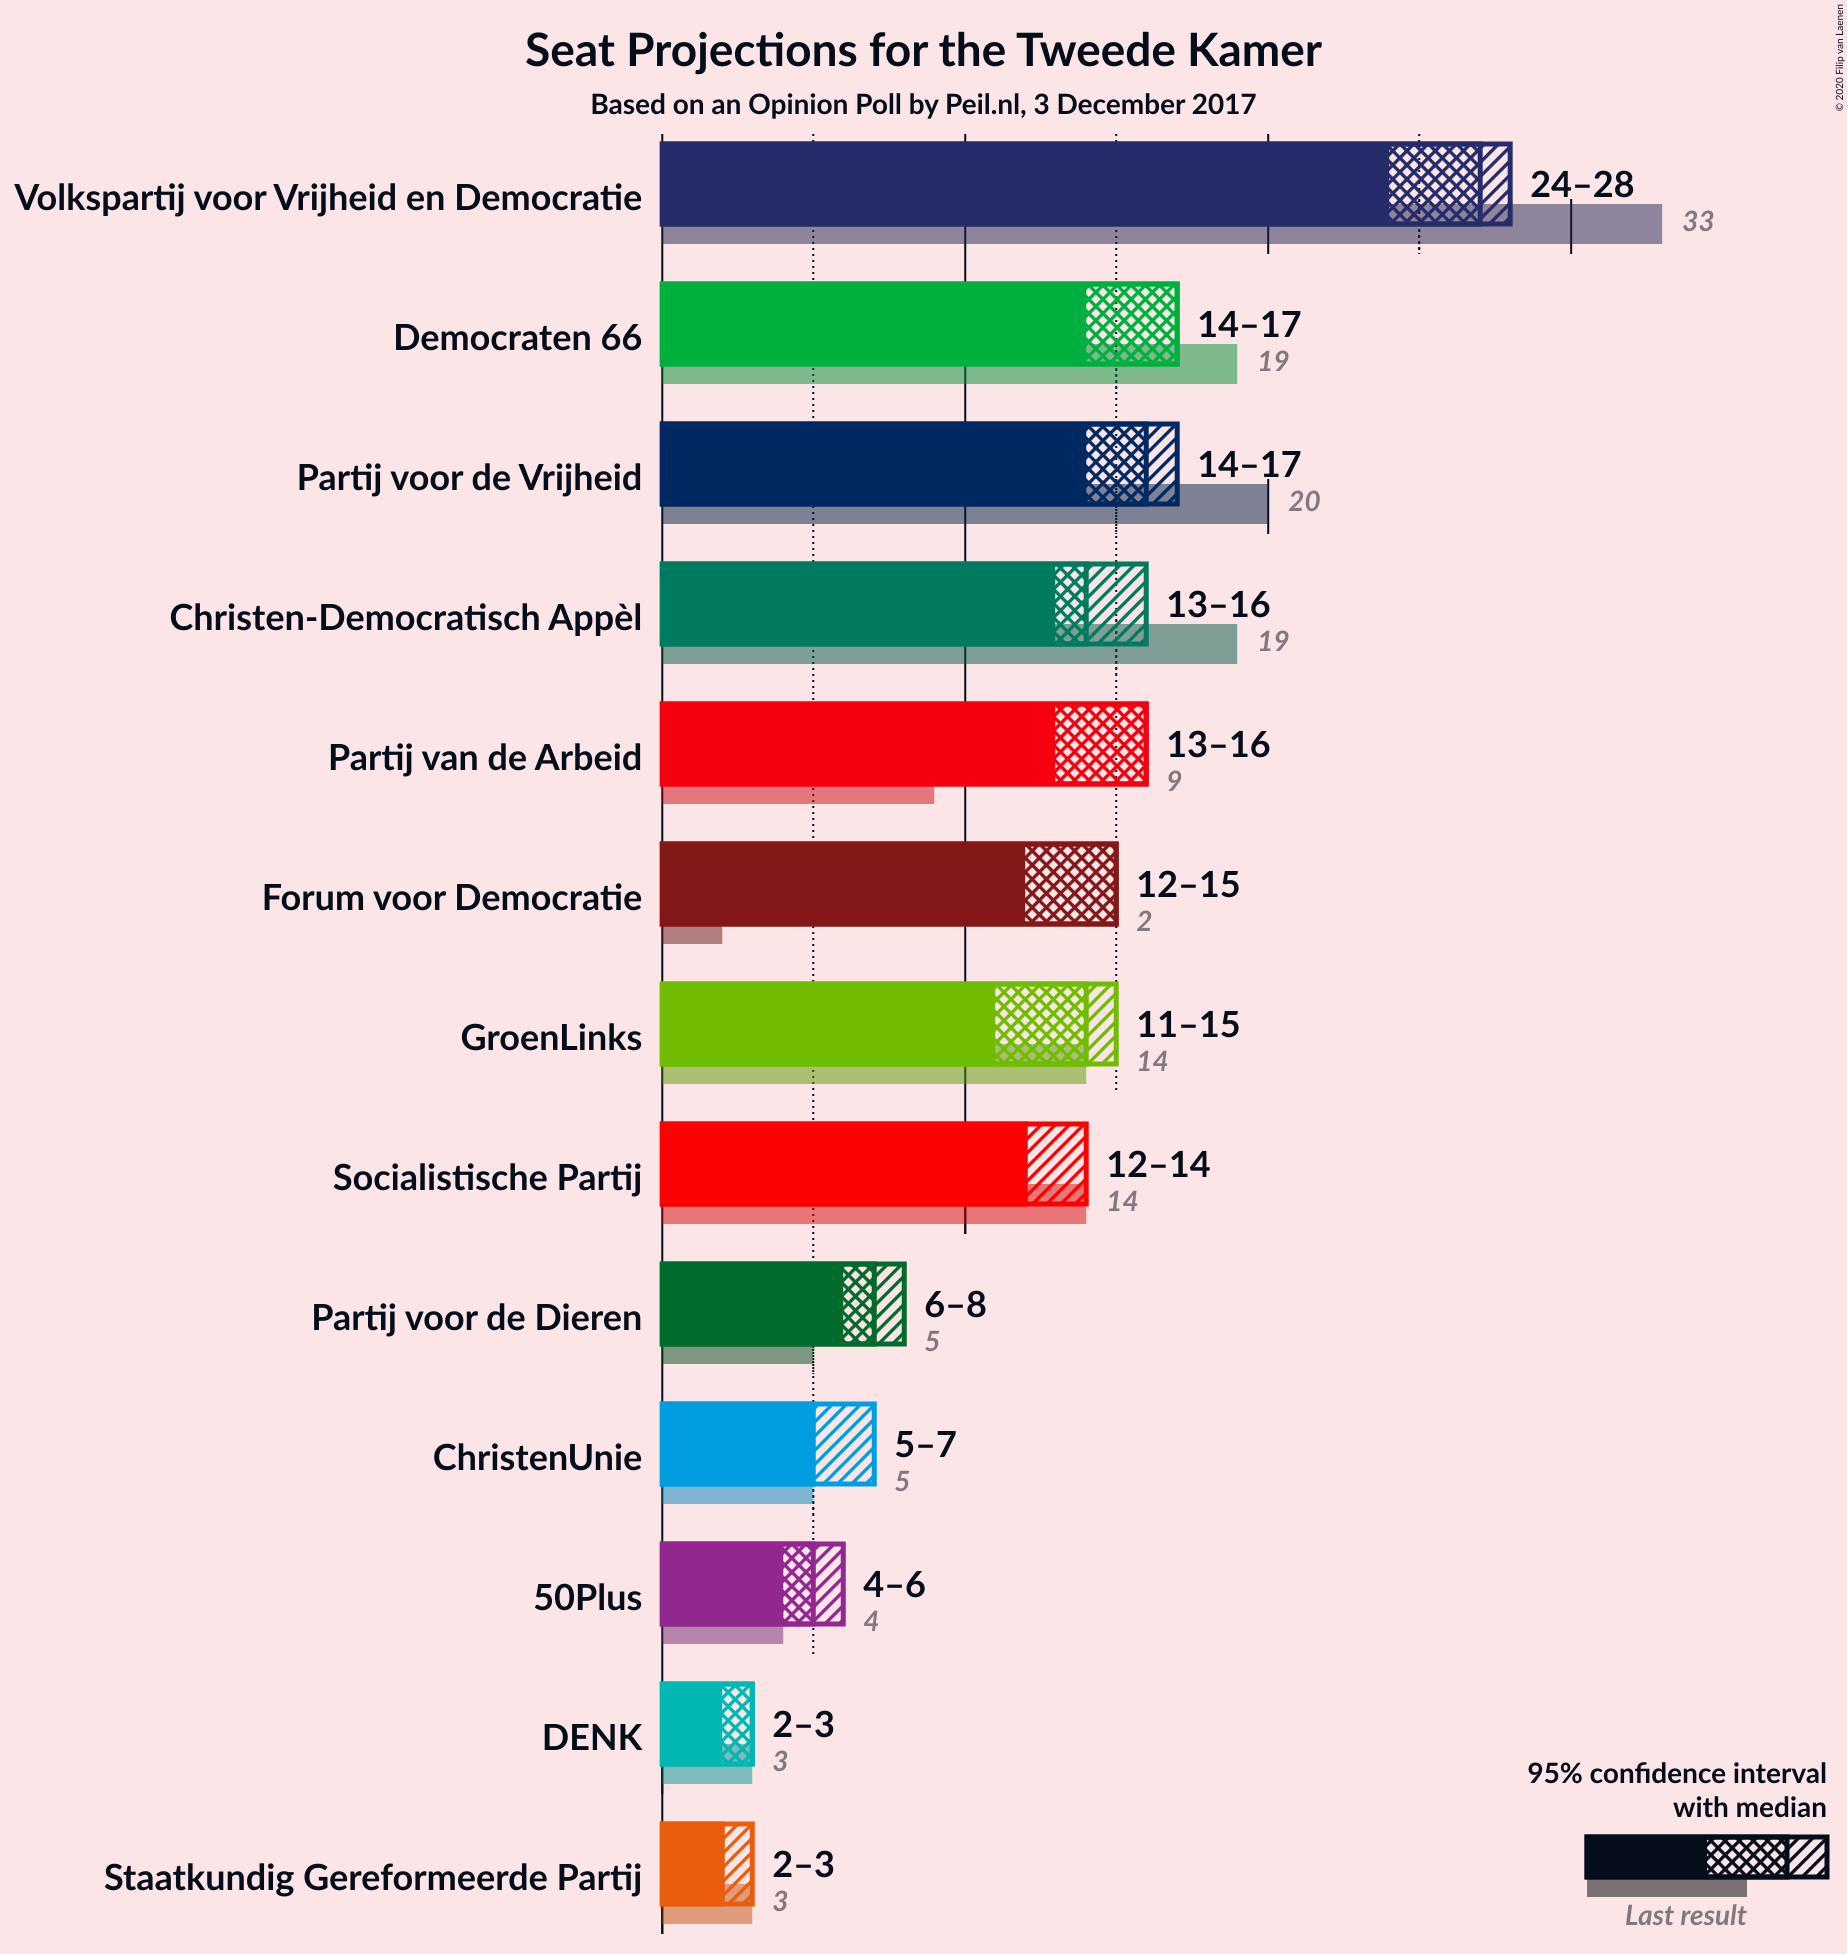 Seat Projections for the Tweede Kamer
Based on an Opinion Poll by Peil.nl, 3 December 2017
© 2020 Filip van Laenen
Volkspartij voor Vrijheid en Democratie
24–28
33
Democraten 66
14–17
19
Partij voor de Vrijheid
14–17
20
Christen-Democratisch Appèl
13–16
19
Partij van de Arbeid
13–16
9
Forum voor Democratie
12–15
2
GroenLinks
11–15
14
Socialistische Partij
12–14
14
Partij voor de Dieren
6–8
5
ChristenUnie
5–7
5
50Plus
4–6
4
DENK
2–3
3
Staatkundig Gereformeerde Partij
2–3
3
95% confidence interval
with median
Last result